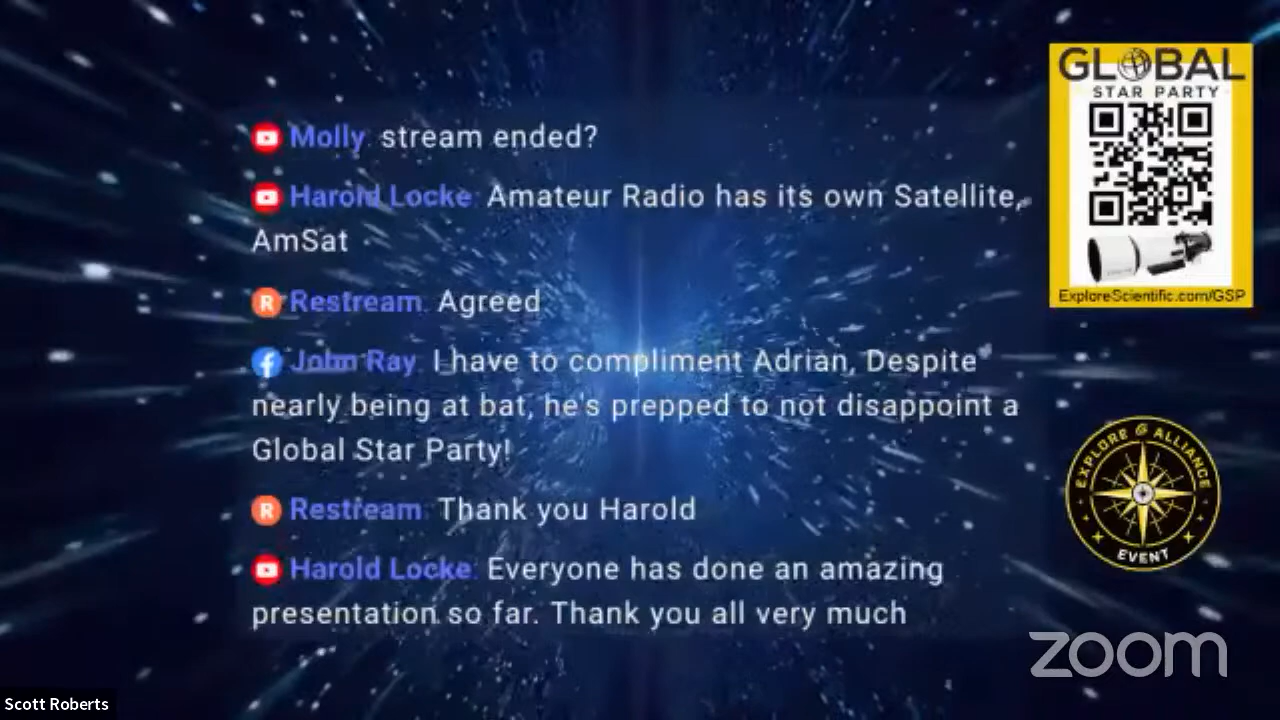 Molly: stream ended?
Harold Locke: Amateur Radio has its own Satellite,
AmSat
R Restream: Agreed
John Ray: I have to compliment Adrian, Despite
nearly being at bat, he's prepped to not disappoint a
Global Star Party!
R Restream: Thank you Harold
Harold Locke: Everyone has done an amazing
presentation so far. Thank you all very much
GLOBAL
STAR PARTY
ExploreScientific.com/GSP
EXPLORE ALLIANCE
EVENT
zoom
Scott Roberts